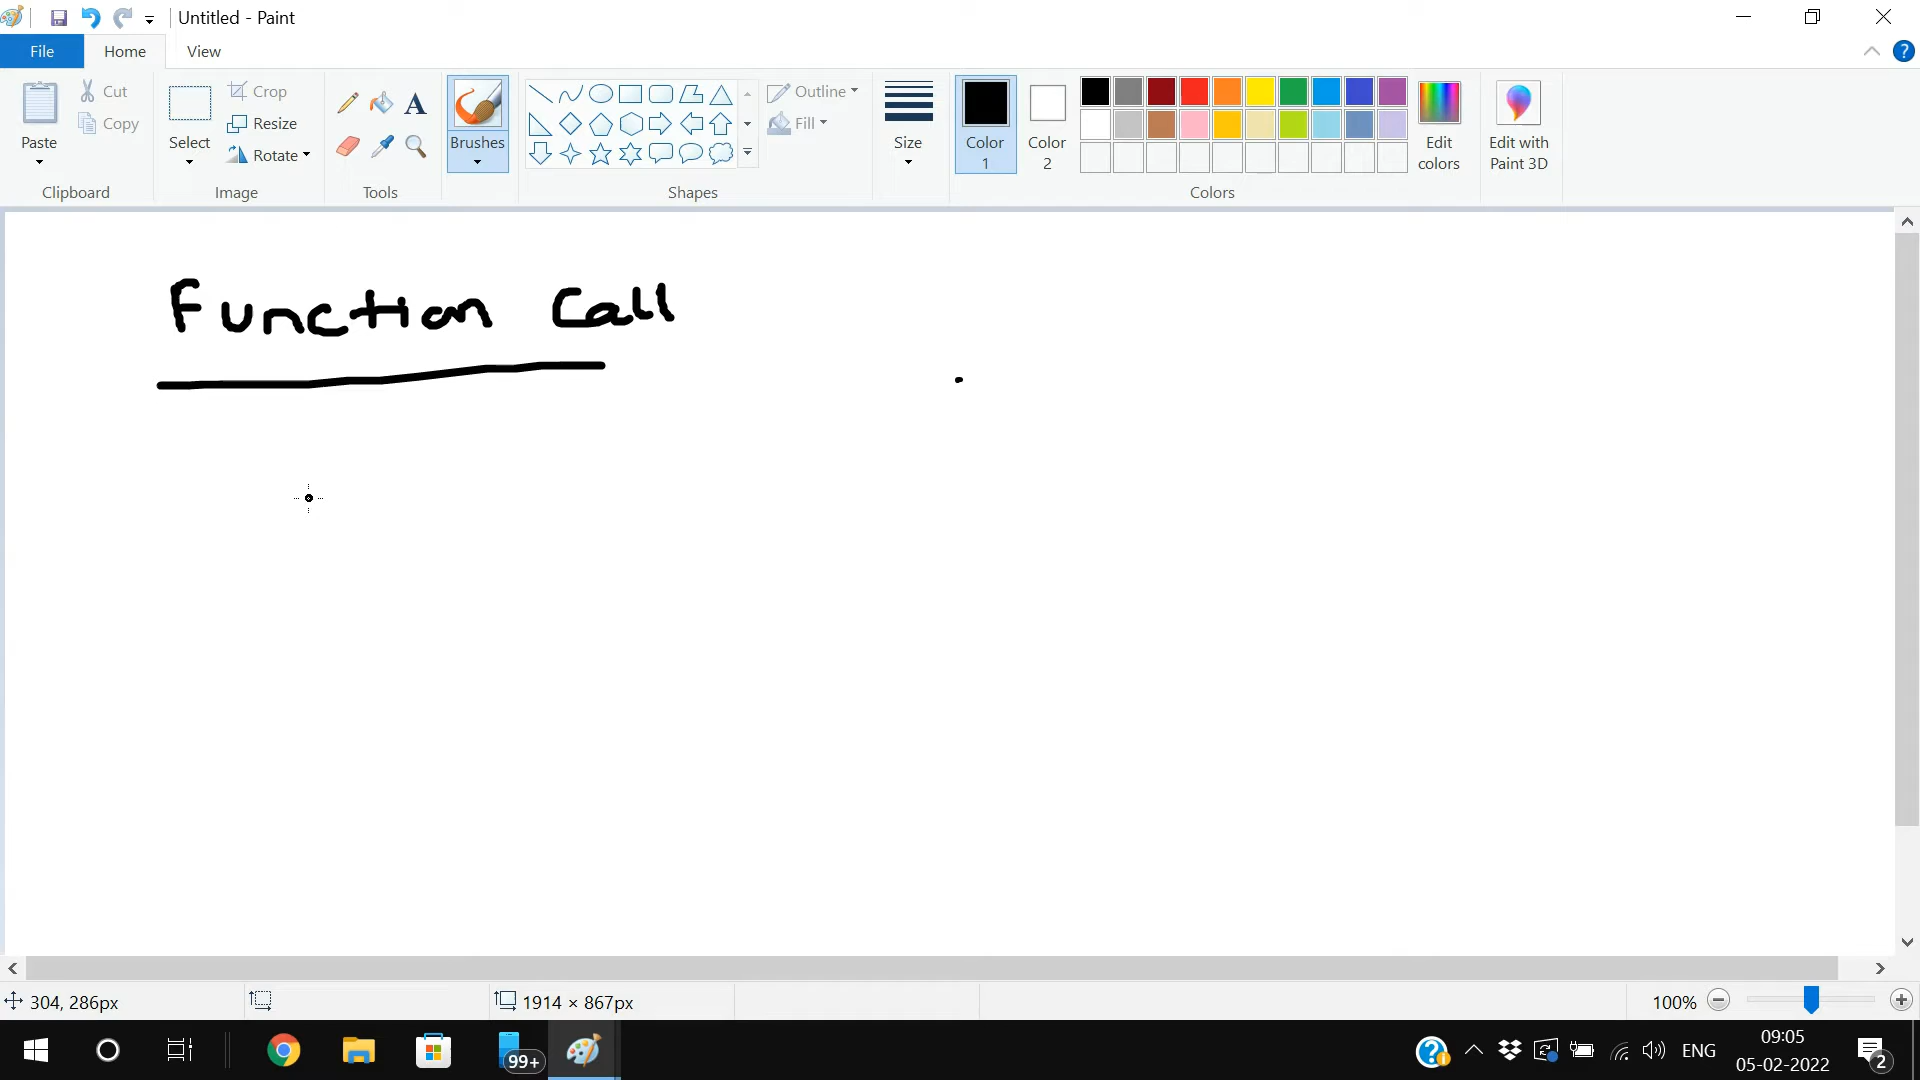 Untitled - Paint
File Home View
Paste Cut Copy Select Crop Resize Rotate A Brushes Outline Fill Size Color 1 Color 2 Edit colors Edit with Paint 3D ?
Clipboard Image Tools Shapes Colors
Function Call
304, 286px 1914 × 867px 100%
99+ ENG 09:05 2
05-02-2022